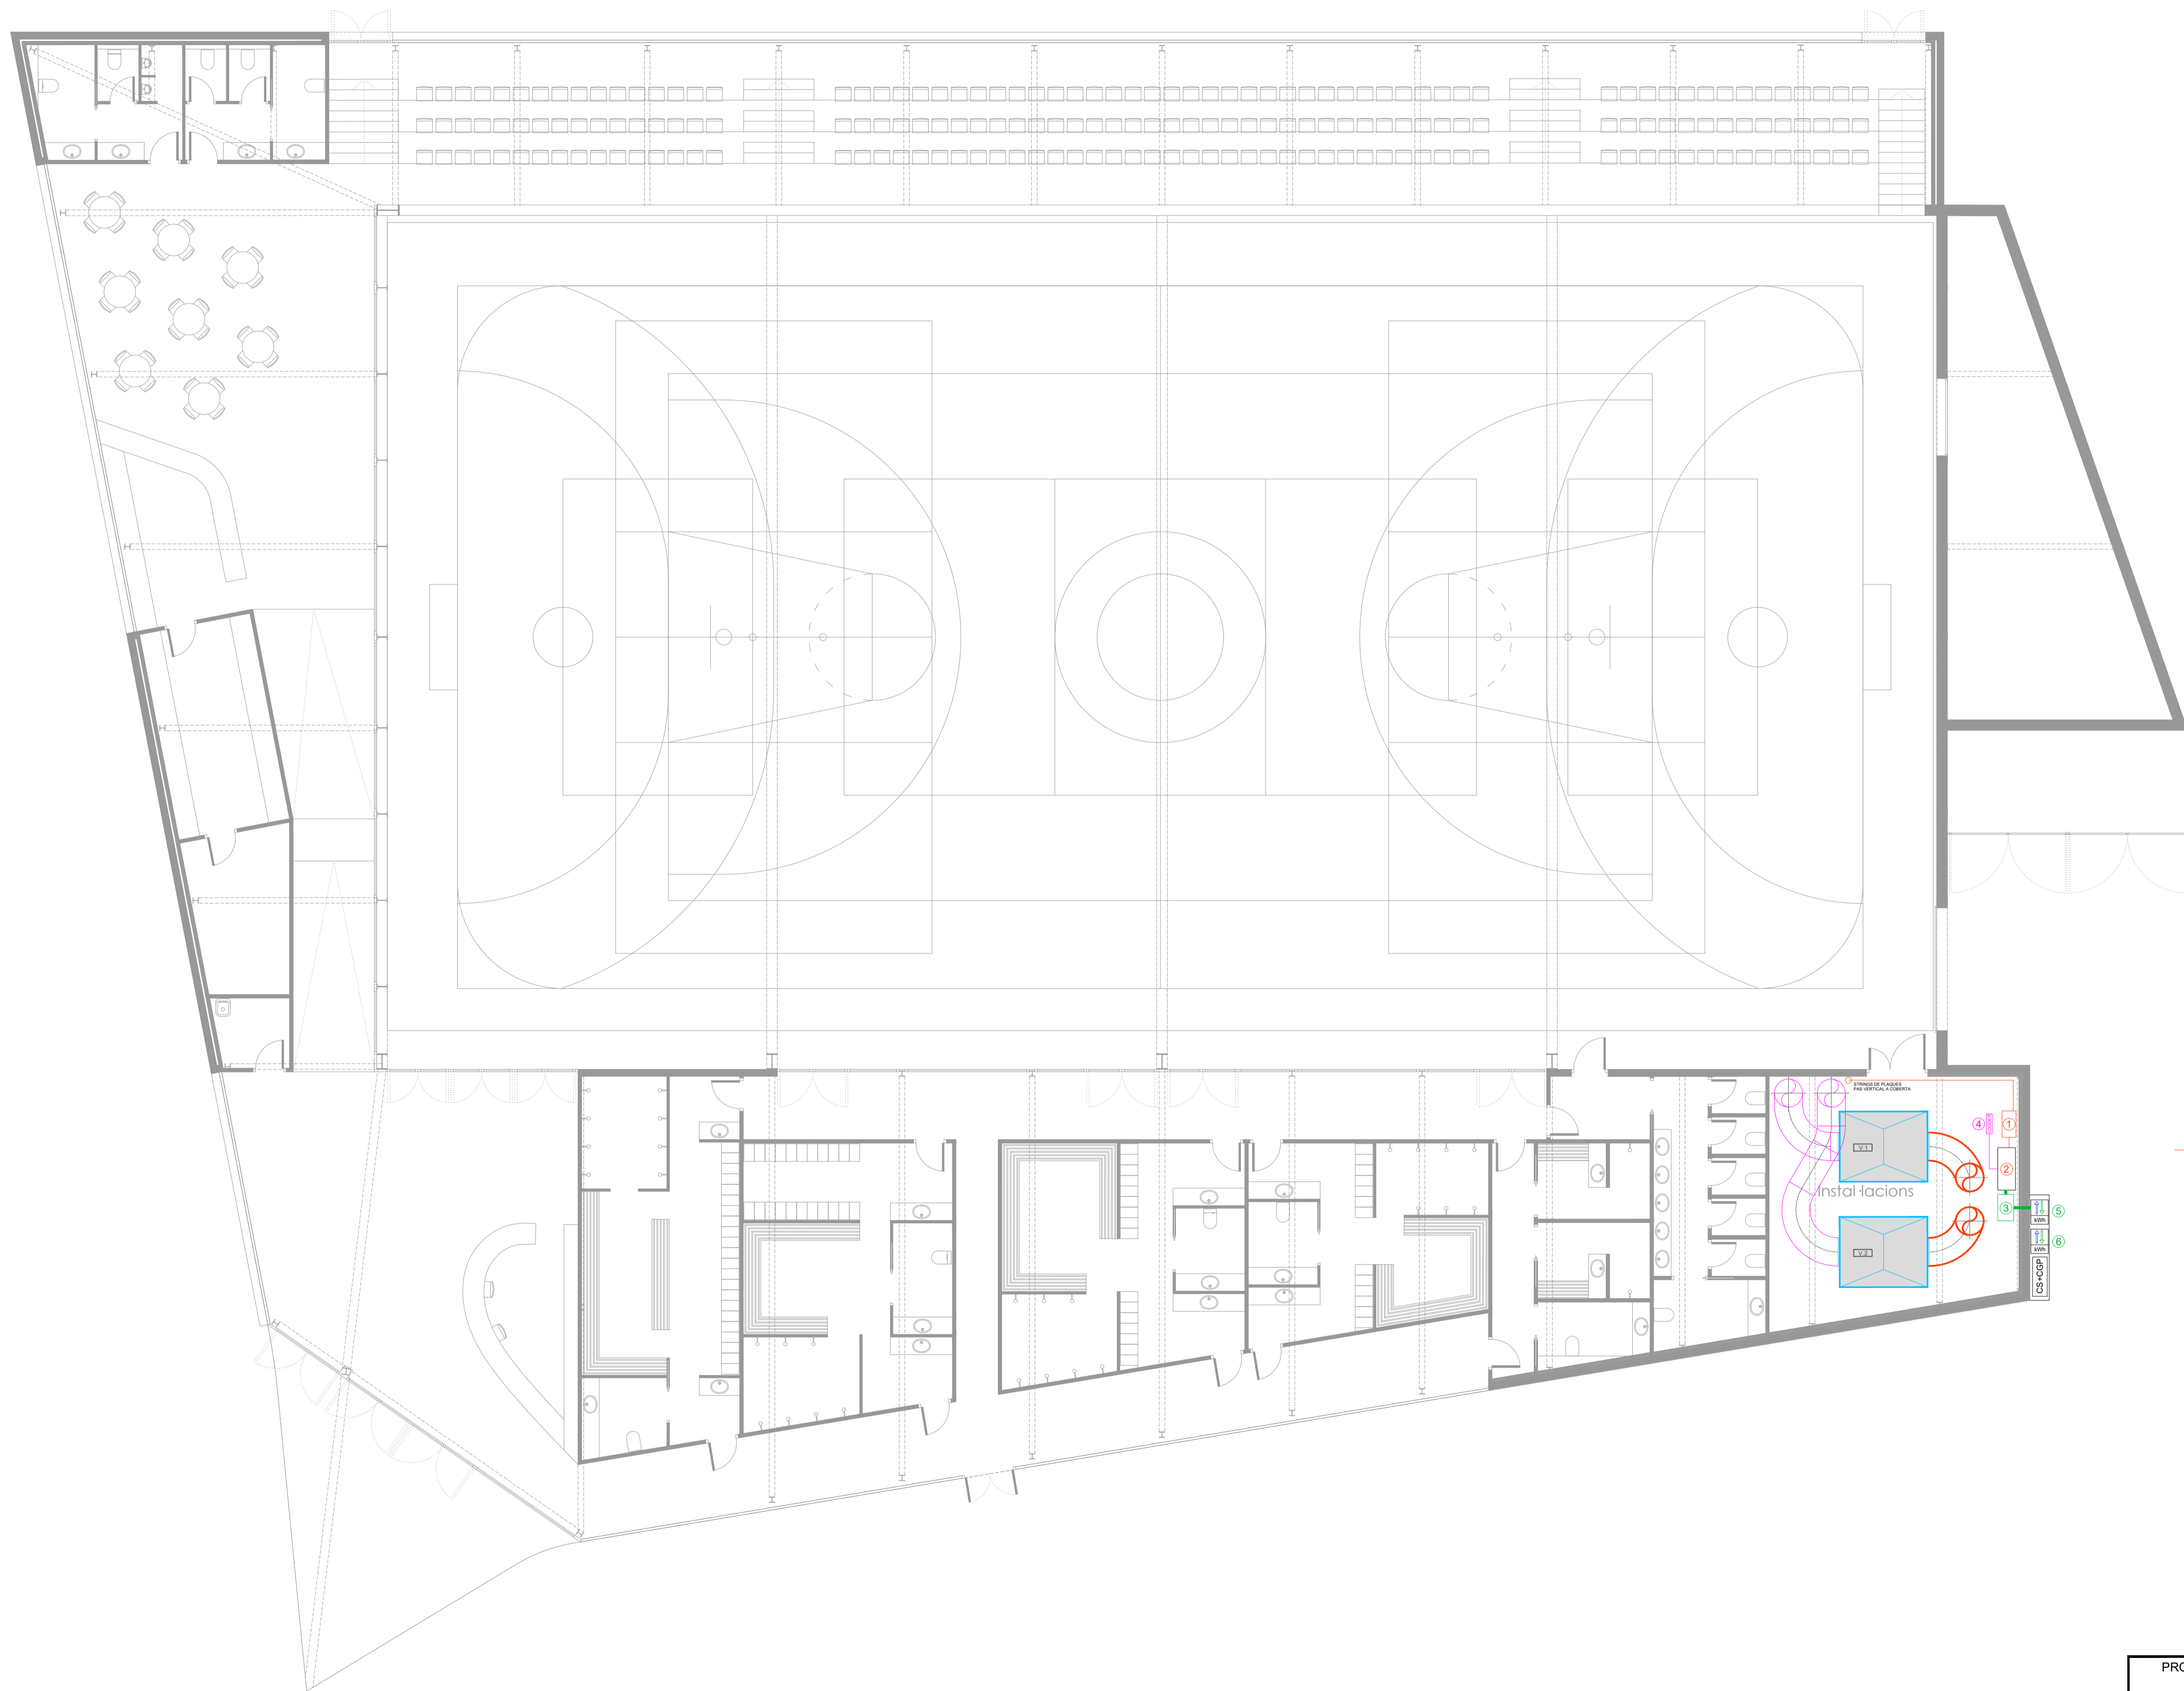 STRINGS DE PLAQUES
PAS VERTICAL A COBERTA
4
1
V.1
2
Instal·lacions
3
5
kWh
V.2
6
kWh
CS+CGP
PRO